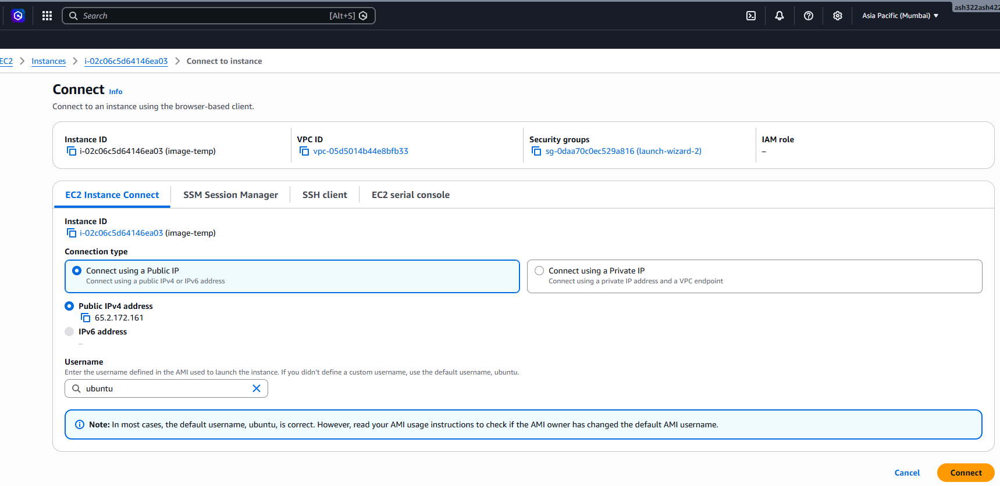 ash322ash422
Search [Alt+S]
Asia Pacific (Mumbai)
EC2 Instances i-02c06c5d64146ea03 Connect to instance
Connect Info
Connect to an instance using the browser-based client.
Instance ID
i-02c06c5d64146ea03 (image-temp)
VPC ID
vpc-05d5014b44e8bfb33
Security groups
sg-0daa70c0ec529a816 (launch-wizard-2)
IAM role
–
EC2 Instance Connect SSM Session Manager SSH client EC2 serial console
Instance ID
i-02c06c5d64146ea03 (image-temp)
Connection type
Connect using a Public IP
Connect using a public IPv4 or IPv6 address
Connect using a Private IP
Connect using a private IP address and a VPC endpoint
Public IPv4 address
65.2.172.161
IPv6 address
–
Username
Enter the username defined in the AMI used to launch the instance. If you didn't define a custom username, use the default username, ubuntu.
ubuntu
Note: In most cases, the default username, ubuntu, is correct. However, read your AMI usage instructions to check if the AMI owner has changed the default AMI username.
Cancel Connect